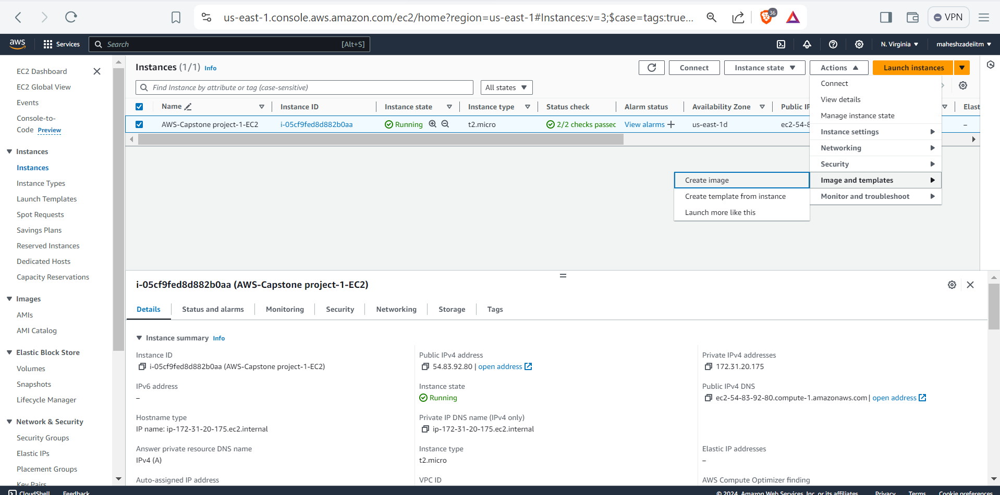 us-east-1.console.aws.amazon.com/ec2/home?region=us-east-1#Instances:v=3;$case=tags:true...
36
VPN
aws
Services
Search
[Alt+S]
N. Virginia
maheshzadeiitm
EC2 Dashboard
EC2 Global View
Events
Console-to-
Code Preview
Instances
Instances
Instance Types
Launch Templates
Spot Requests
Savings Plans
Reserved Instances
Dedicated Hosts
Capacity Reservations
Images
AMIs
AMI Catalog
Elastic Block Store
Volumes
Snapshots
Lifecycle Manager
Network & Security
Security Groups
Elastic IPs
Placement Groups
Key Pairs
Instances (1/1) Info
Connect
Instance state
Actions
Launch instances
Find Instance by attribute or tag (case-sensitive)
All states
Name
Instance ID
Instance state
Instance type
Status check
Alarm status
Availability Zone
Public IP
Elast
AWS-Capstone project-1-EC2
i-05cf9fed8d882b0aa
Running
t2.micro
2/2 checks passec
View alarms
us-east-1d
ec2-54-8
–
Connect
View details
Manage instance state
Instance settings
Networking
Security
Image and templates
Monitor and troubleshoot
Create image
Create template from instance
Launch more like this
i-05cf9fed8d882b0aa (AWS-Capstone project-1-EC2)
Details
Status and alarms
Monitoring
Security
Networking
Storage
Tags
Instance summary Info
Instance ID
i-05cf9fed8d882b0aa (AWS-Capstone project-1-EC2)
Public IPv4 address
54.83.92.80 | open address
Private IPv4 addresses
172.31.20.175
IPv6 address
–
Instance state
Running
Public IPv4 DNS
ec2-54-83-92-80.compute-1.amazonaws.com | open address
Hostname type
IP name: ip-172-31-20-175.ec2.internal
Private IP DNS name (IPv4 only)
ip-172-31-20-175.ec2.internal
Answer private resource DNS name
IPv4 (A)
Instance type
t2.micro
Elastic IP addresses
–
Auto-assigned IP address
VPC ID
AWS Compute Optimizer finding
CloudShell
Feedback
© 2024, Amazon Web Services, Inc. or its affiliates.
Privacy
Terms
Cookie preferences